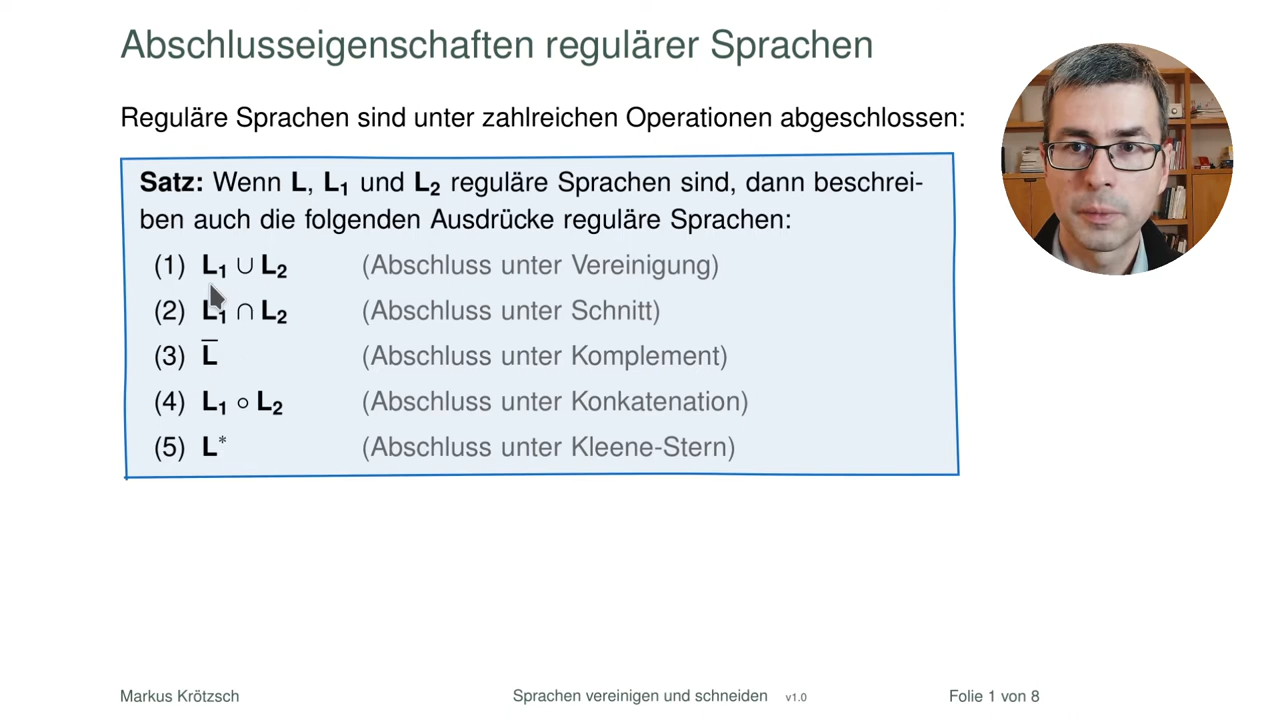 Abschlusseigenschaften regulärer Sprachen
Reguläre Sprachen sind unter zahlreichen Operationen abgeschlossen:
Satz: Wenn L, L₁ und L₂ reguläre Sprachen sind, dann beschrei-
ben auch die folgenden Ausdrücke reguläre Sprachen:
(1) L₁ ∪ L₂ (Abschluss unter Vereinigung)
(2) L₁ ∩ L₂ (Abschluss unter Schnitt)
(3) L̅ (Abschluss unter Komplement)
(4) L₁ ∘ L₂ (Abschluss unter Konkatenation)
(5) L* (Abschluss unter Kleene-Stern)
Markus Krötzsch Sprachen vereinigen und schneiden v1.0 Folie 1 von 8